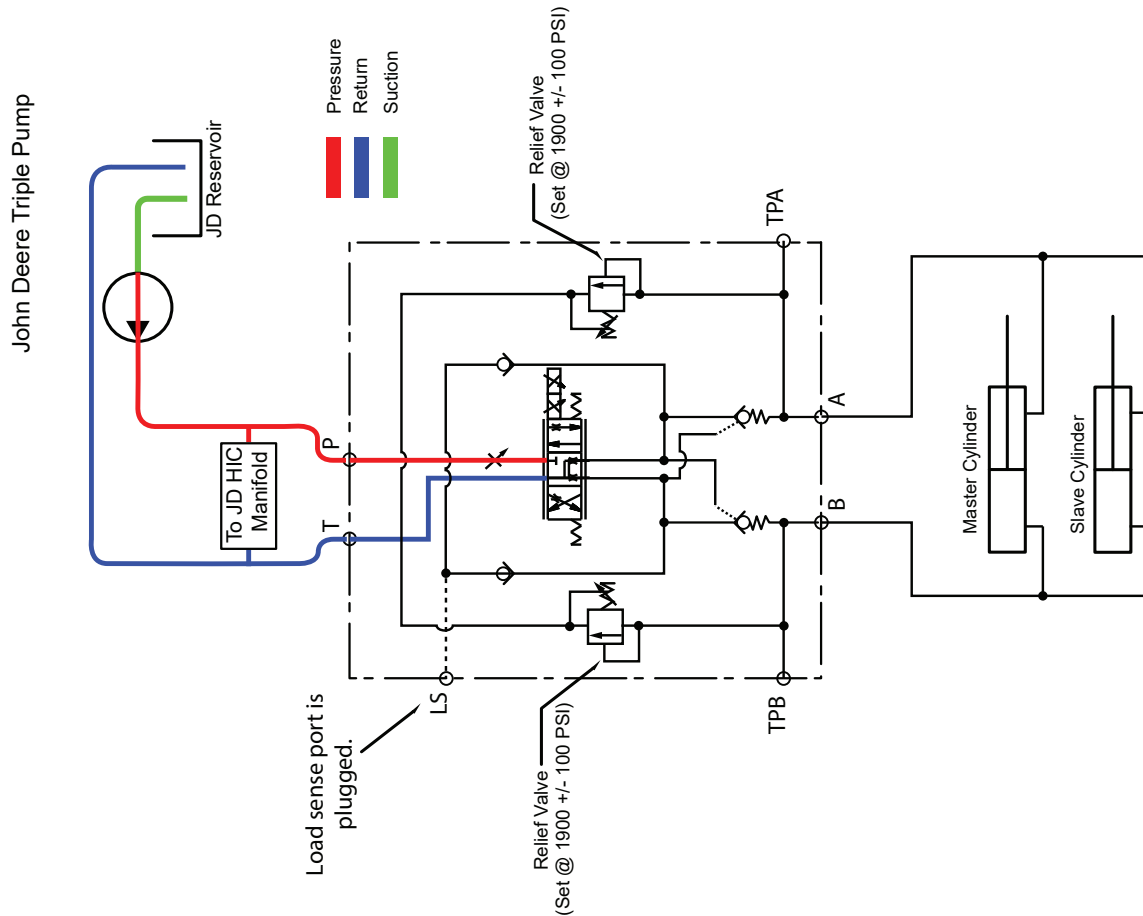 John Deere Triple Pump
JD Reservoir
Pressure
Return
Suction
To JD HIC
Manifold
P
T
Relief Valve
(Set @ 1900 +/- 100 PSI)
Load sense port is
plugged.
LS
TPA
Relief Valve
(Set @ 1900 +/- 100 PSI)
TPB
A
B
Master Cylinder
Slave Cylinder